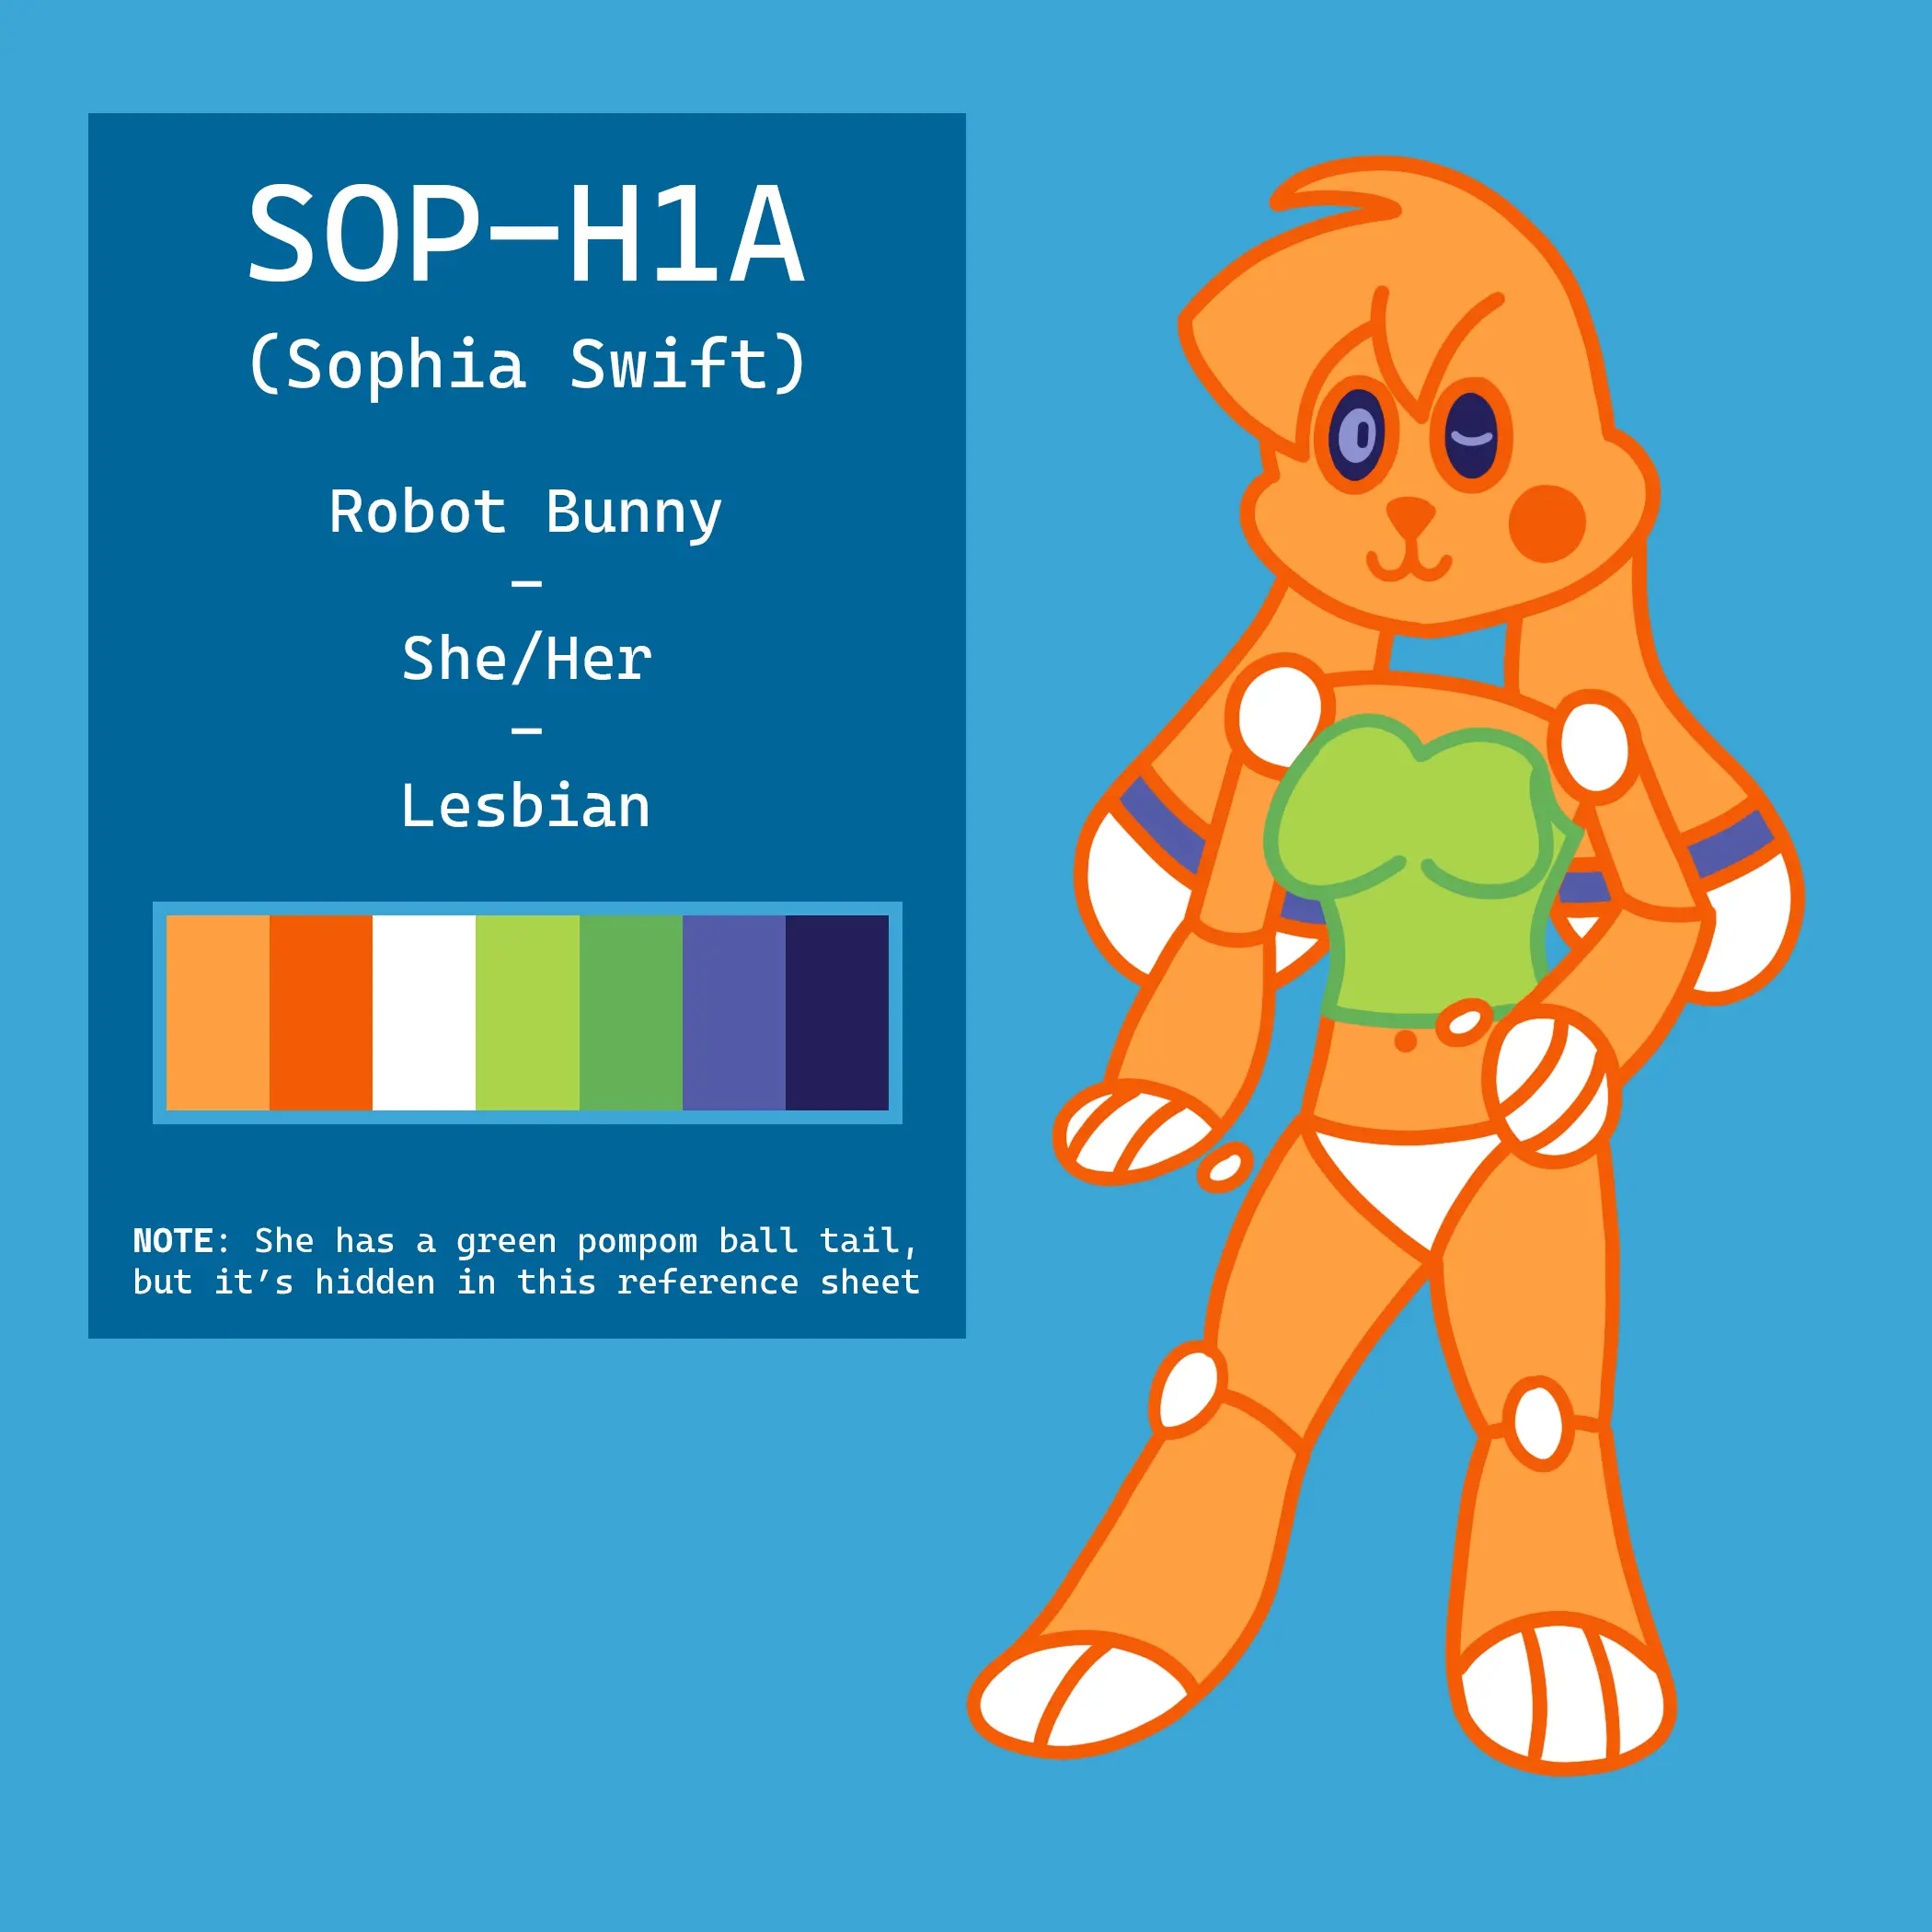 SOP-H1A
(Sophia Swift)
Robot Bunny
-
She/Her
-
Lesbian
NOTE: She has a green pompom ball tail,
but it’s hidden in this reference sheet